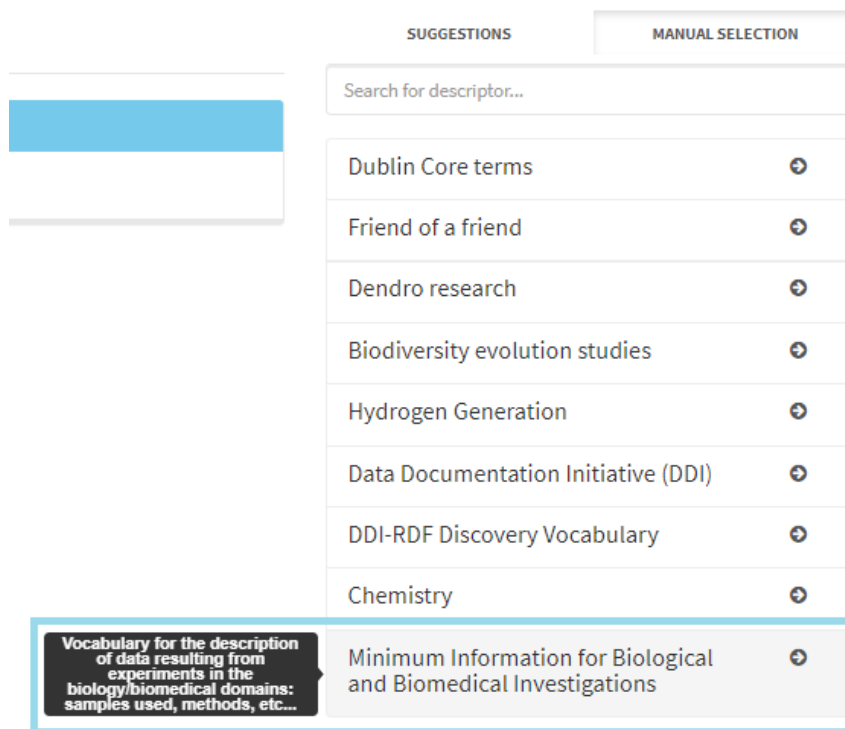 SUGGESTIONS
MANUAL SELECTION
Search for descriptor...
Dublin Core terms
Friend of a friend
Dendro research
Biodiversity evolution studies
Hydrogen Generation
Data Documentation Initiative (DDI)
DDI-RDF Discovery Vocabulary
Chemistry
Vocabulary for the description
of data resulting from
experiments in the
biology/biomedical domains:
samples used, methods, etc...
Minimum Information for Biological
and Biomedical Investigations